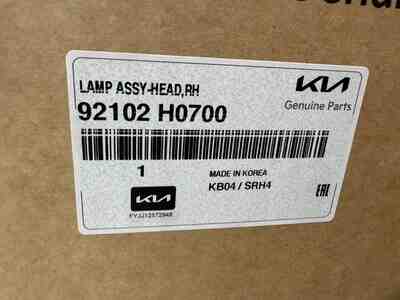 LAMP ASSY-HEAD,RH
KIA
Genuine Parts
92102 H0700
1
MADE IN KOREA
KB04 / SRH4
KIA
EAC